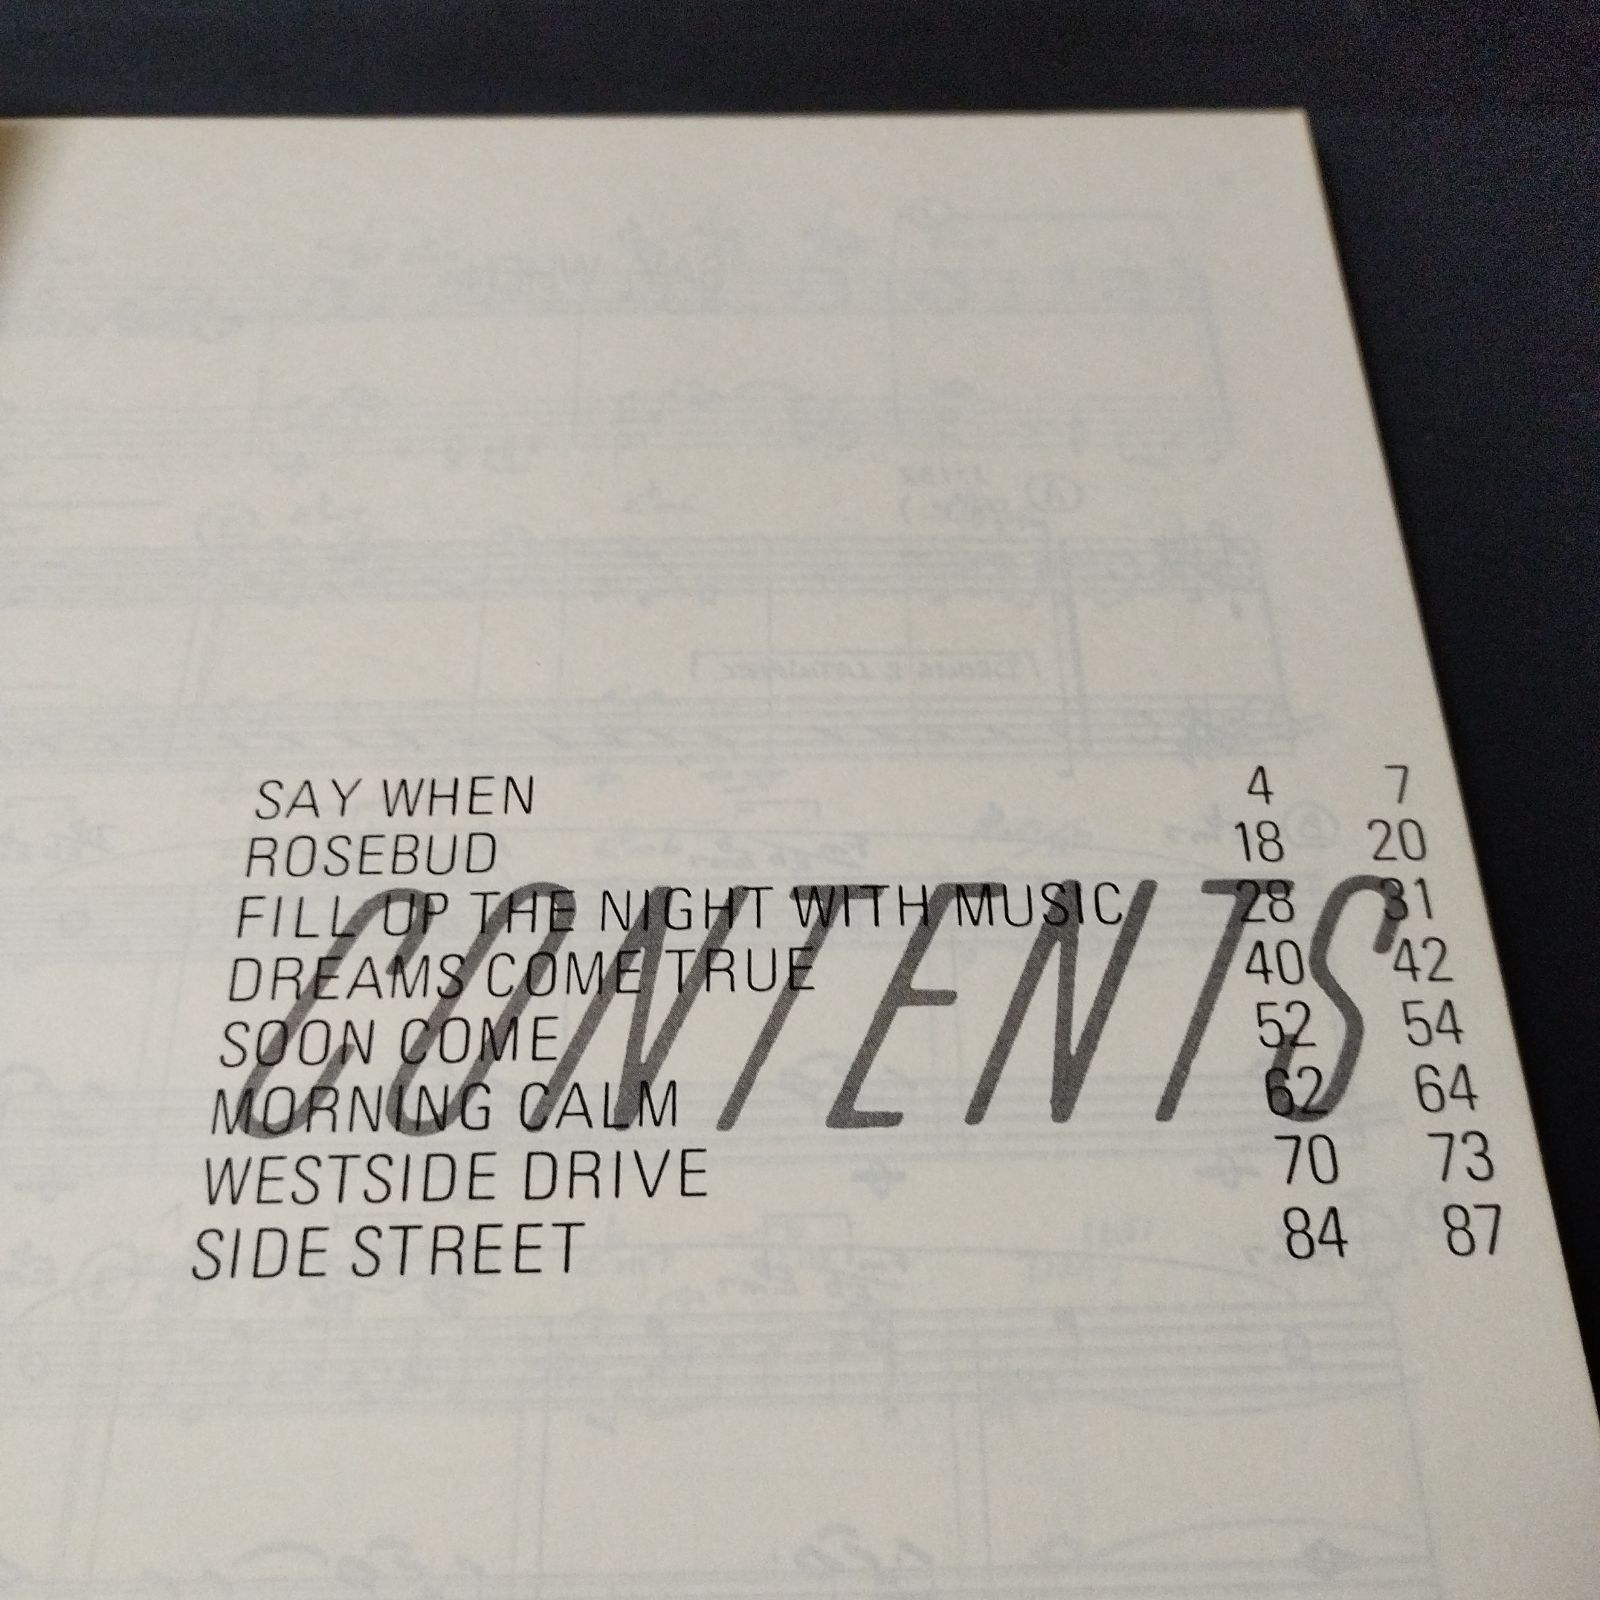 SAY WHEN 4 7
ROSEBUD 18 20
FILL UP THE NIGHT WITH MUSIC 28 31
DREAMS COME TRUE 40 42
SOON COME 52 54
MORNING CALM 62 64
WESTSIDE DRIVE 70 73
SIDE STREET 84 87
CONTENTS